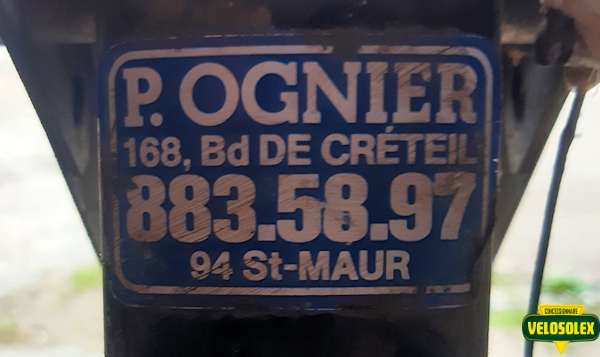 P. OGNIER
168, Bd DE CRÉTEIL
883.58.97
94 St-MAUR
CONCESSIONNAIRE
VELOSOLEX